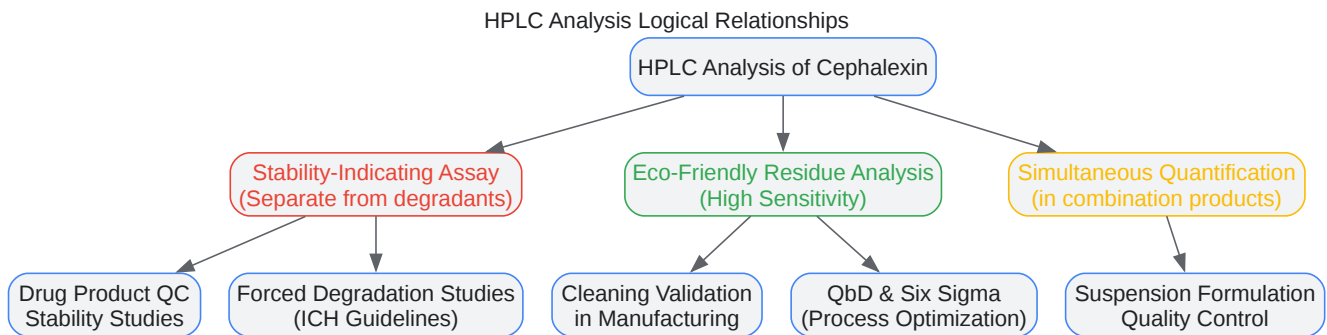 HPLC Analysis Logical Relationships
HPLC Analysis of Cephalexin
Stability-Indicating Assay
(Separate from degradants)
Eco-Friendly Residue Analysis
(High Sensitivity)
Simultaneous Quantification
(in combination products)
Drug Product QC
Stability Studies
Forced Degradation Studies
(ICH Guidelines)
Cleaning Validation
in Manufacturing
QbD & Six Sigma
(Process Optimization)
Suspension Formulation
Quality Control